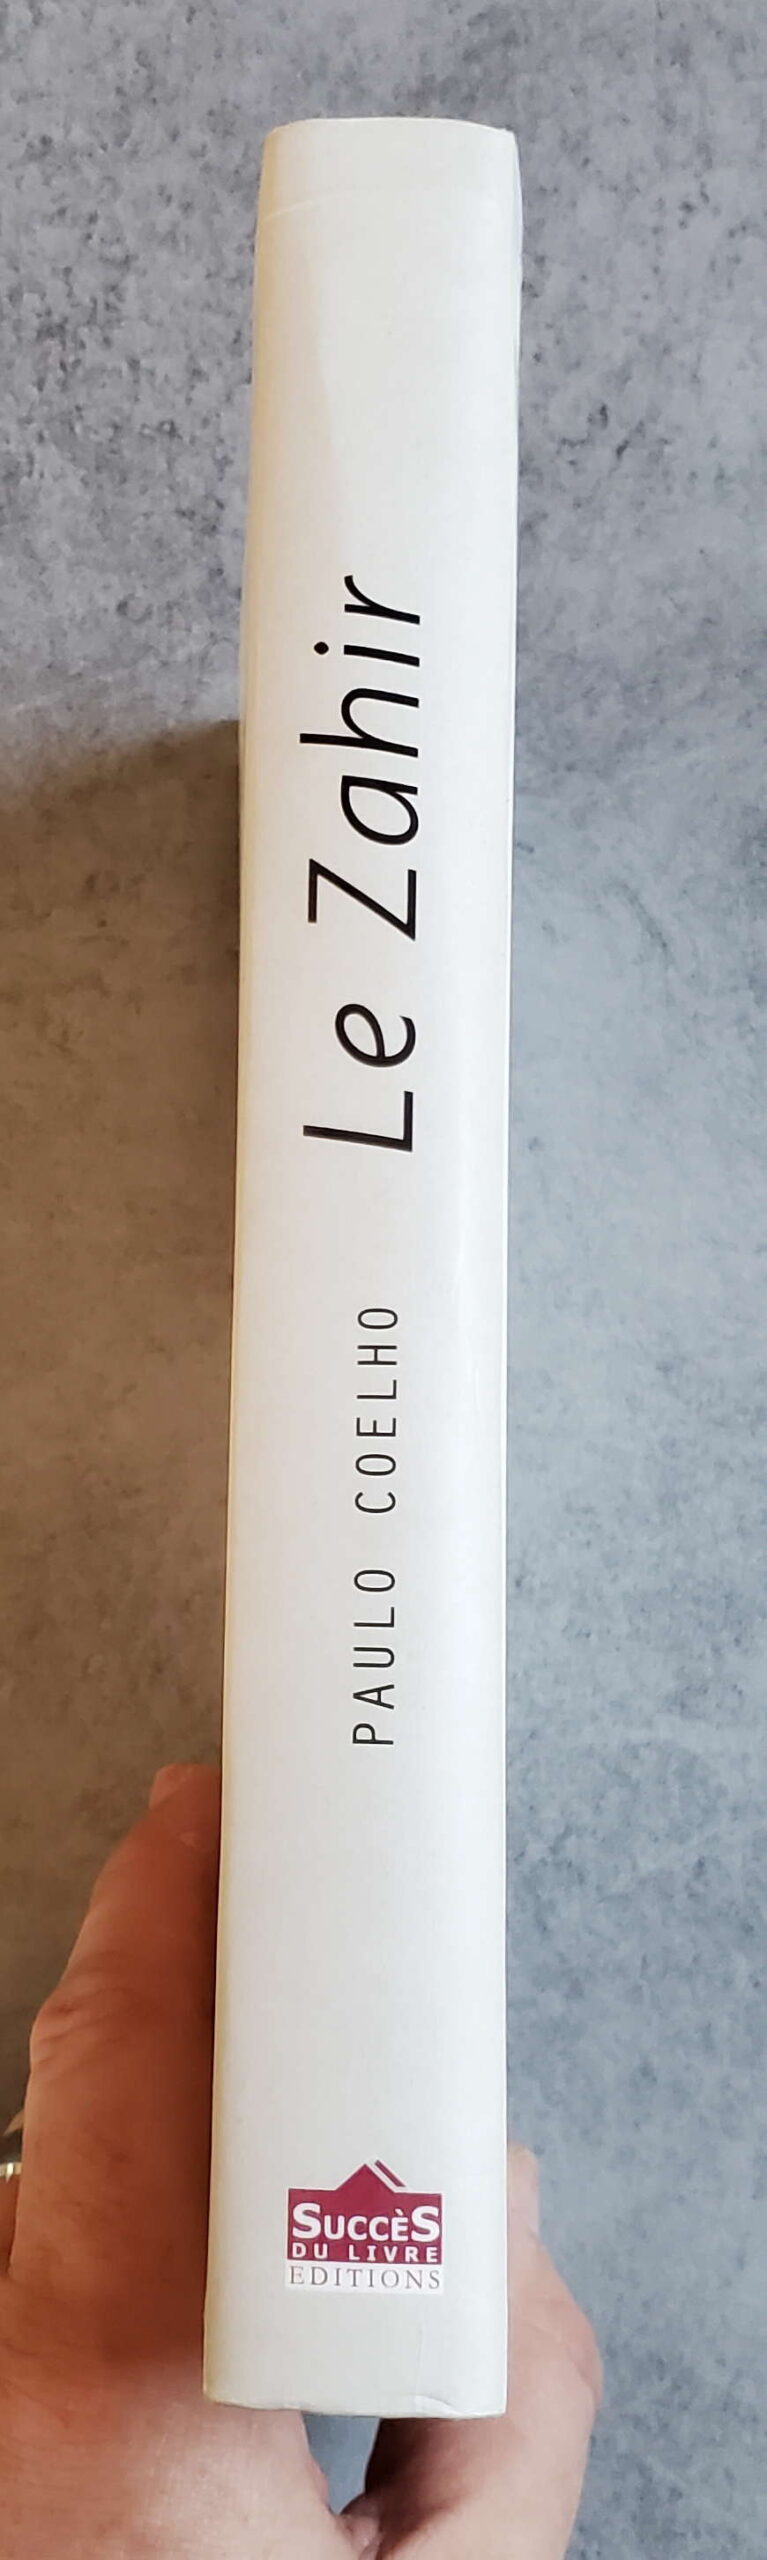 Le Zahir
PAULO COELHO
SUCCÈS
DU LIVRE
EDITIONS